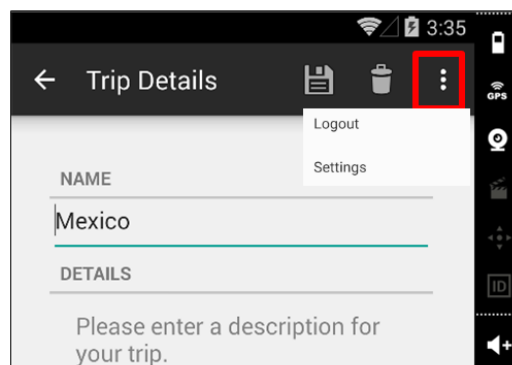 3:35
Trip Details
GPS
Logout
Settings
NAME
Mexico
DETAILS
ID
Please enter a description for
your trip.